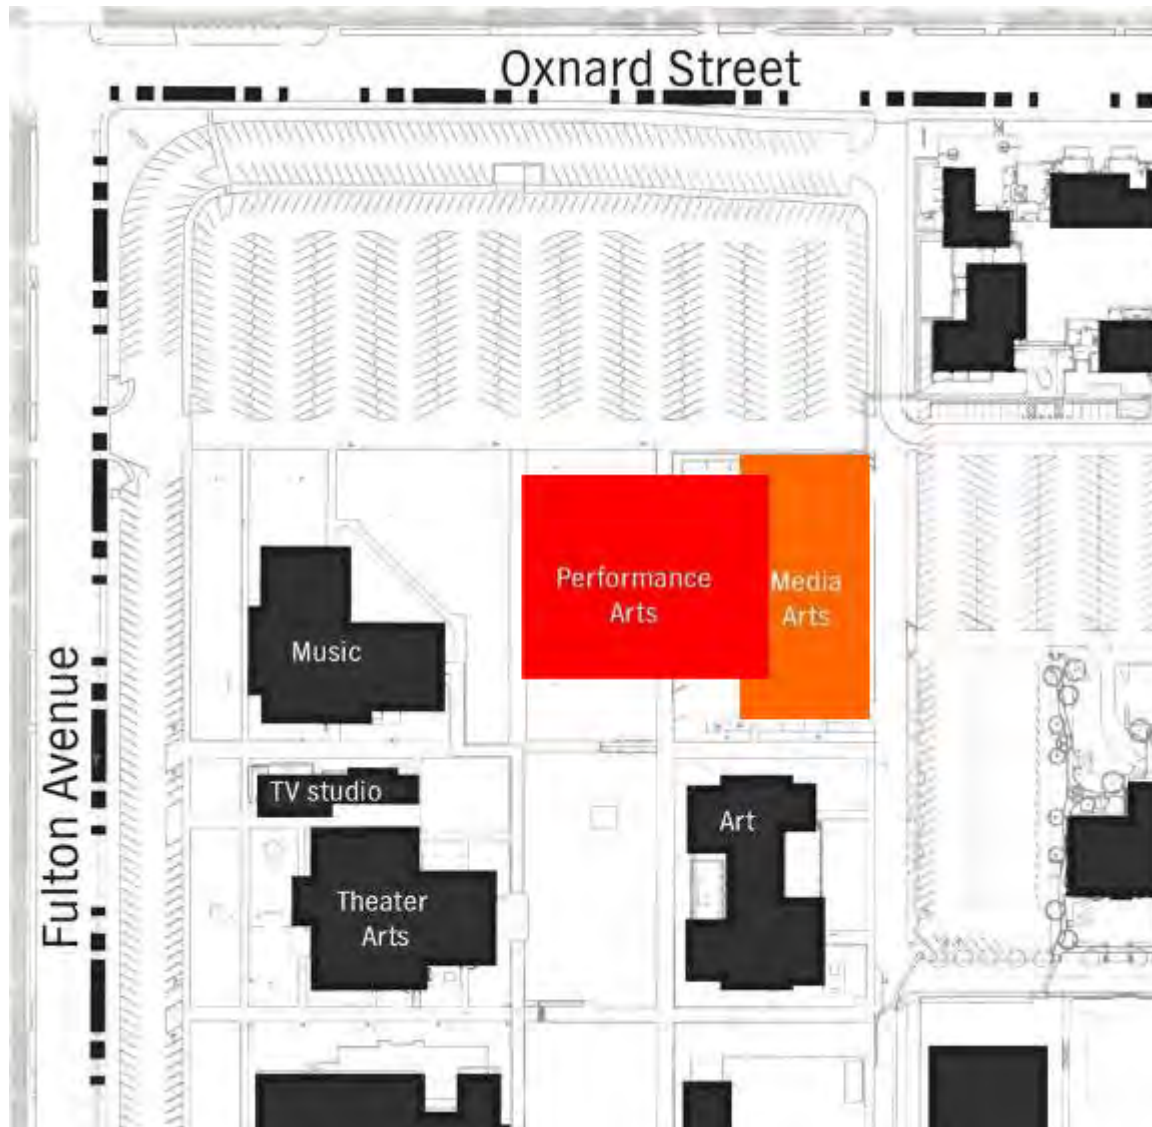 Oxnard Street
Fulton Avenue
Performance
Arts
Media
Arts
Music
TV studio
Art
Theater
Arts